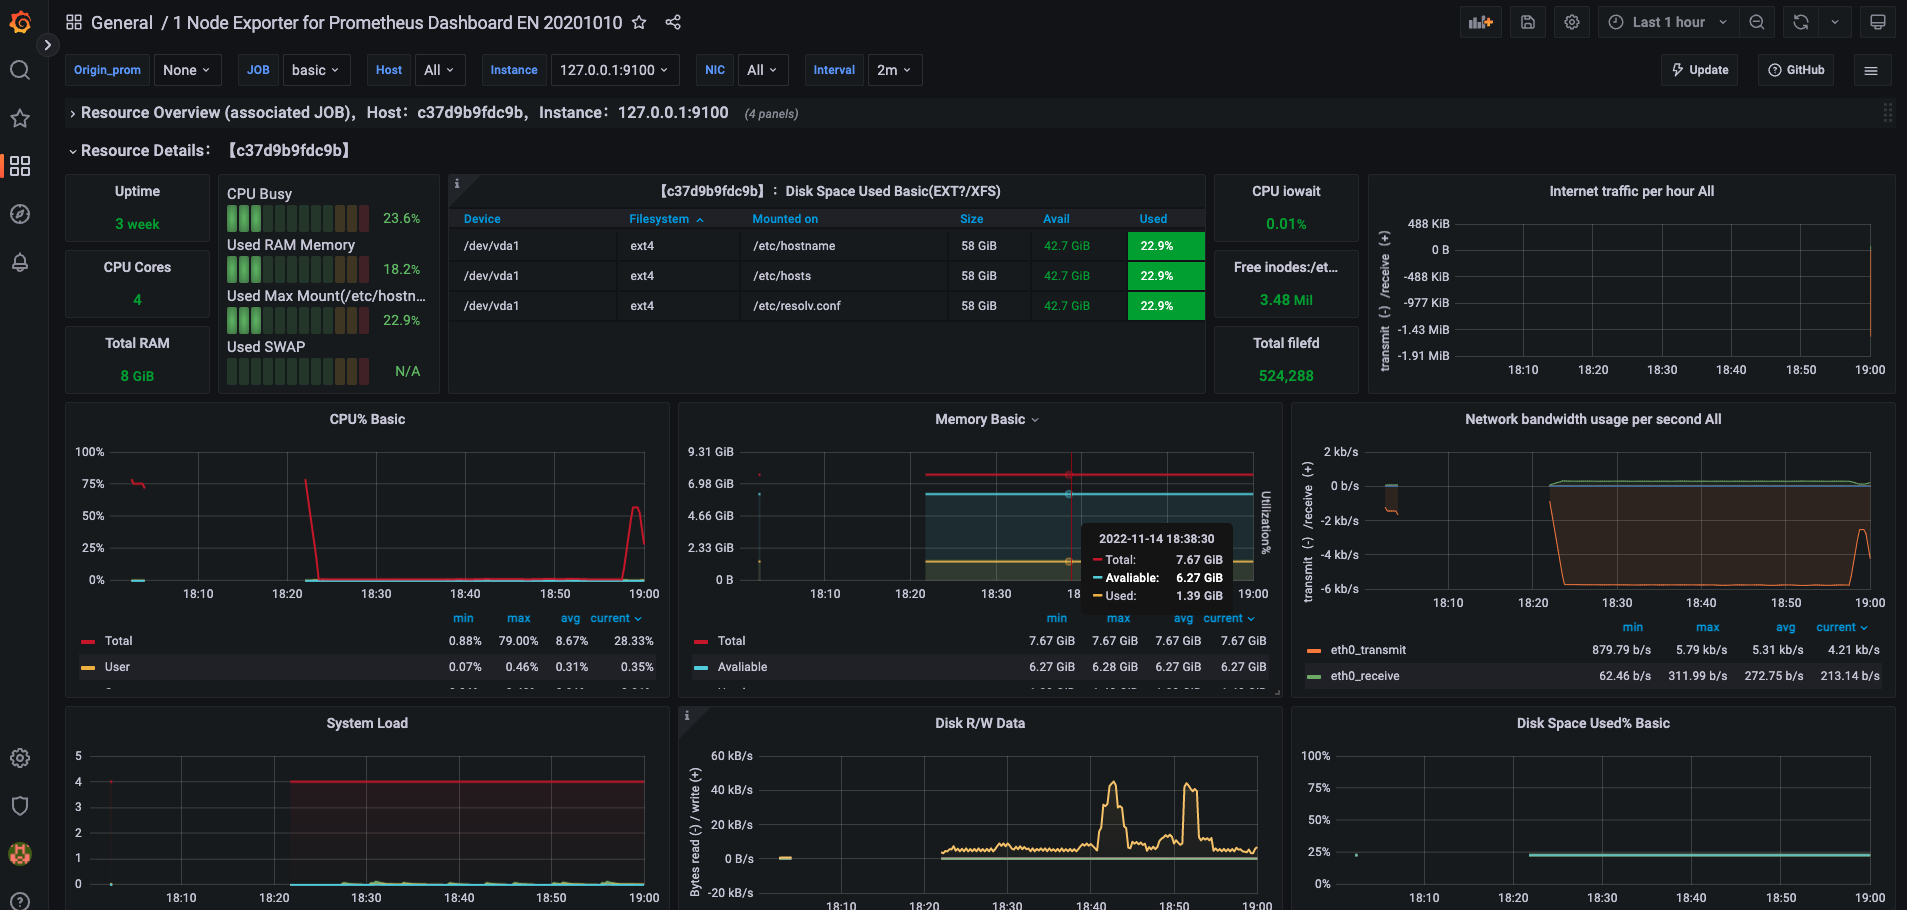 General / 1 Node Exporter for Prometheus Dashboard EN 20201010
Last 1 hour
Origin_prom None JOB basic Host All Instance 127.0.0.1:9100 NIC All Interval 2m Update GitHub
Resource Overview (associated JOB)，Host：c37d9b9fdc9b，Instance：127.0.0.1:9100 (4 panels)
Resource Details：【c37d9b9fdc9b】
Uptime
3 week
CPU Cores
4
Total RAM
8 GiB
CPU Busy
23.6%
Used RAM Memory
18.2%
Used Max Mount(/etc/hostn...
22.9%
Used SWAP
N/A
【c37d9b9fdc9b】：Disk Space Used Basic(EXT?/XFS)
Device Filesystem Mounted on Size Avail Used
/dev/vda1 ext4 /etc/hostname 58 GiB 42.7 GiB 22.9%
/dev/vda1 ext4 /etc/hosts 58 GiB 42.7 GiB 22.9%
/dev/vda1 ext4 /etc/resolv.conf 58 GiB 42.7 GiB 22.9%
CPU iowait
0.01%
Free inodes:/et...
3.48 Mil
Total filefd
524,288
Internet traffic per hour All
transmit (-) /receive (+)
488 KiB
0 B
-488 KiB
-977 KiB
-1.43 MiB
-1.91 MiB
18:10 18:20 18:30 18:40 18:50 19:00
CPU% Basic
100%
75%
50%
25%
0%
18:10 18:20 18:30 18:40 18:50 19:00
min max avg current
Total 0.88% 79.00% 8.67% 28.33%
User 0.07% 0.46% 0.31% 0.35%
Memory Basic
9.31 GiB
6.98 GiB
4.66 GiB
2.33 GiB
0 B
Utilization%
2022-11-14 18:38:30
Total: 7.67 GiB
Avaliable: 6.27 GiB
Used: 1.39 GiB
18:10 18:20 18:30 18 19:00
min max avg current
Total 7.67 GiB 7.67 GiB 7.67 GiB 7.67 GiB
Avaliable 6.27 GiB 6.28 GiB 6.27 GiB 6.27 GiB
Network bandwidth usage per second All
transmit (-) /receive (+)
2 kb/s
0 b/s
-2 kb/s
-4 kb/s
-6 kb/s
18:10 18:20 18:30 18:40 18:50 19:00
min max avg current
eth0_transmit 879.79 b/s 5.79 kb/s 5.31 kb/s 4.21 kb/s
eth0_receive 62.46 b/s 311.99 b/s 272.75 b/s 213.14 b/s
System Load
5
4
3
2
1
0
18:10 18:20 18:30 18:40 18:50 19:00
Disk R/W Data
Bytes read (-) / write (+)
60 kB/s
40 kB/s
20 kB/s
0 B/s
-20 kB/s
18:10 18:20 18:30 18:40 18:50 19:00
Disk Space Used% Basic
100%
75%
50%
25%
0%
18:10 18:20 18:30 18:40 18:50 19:00